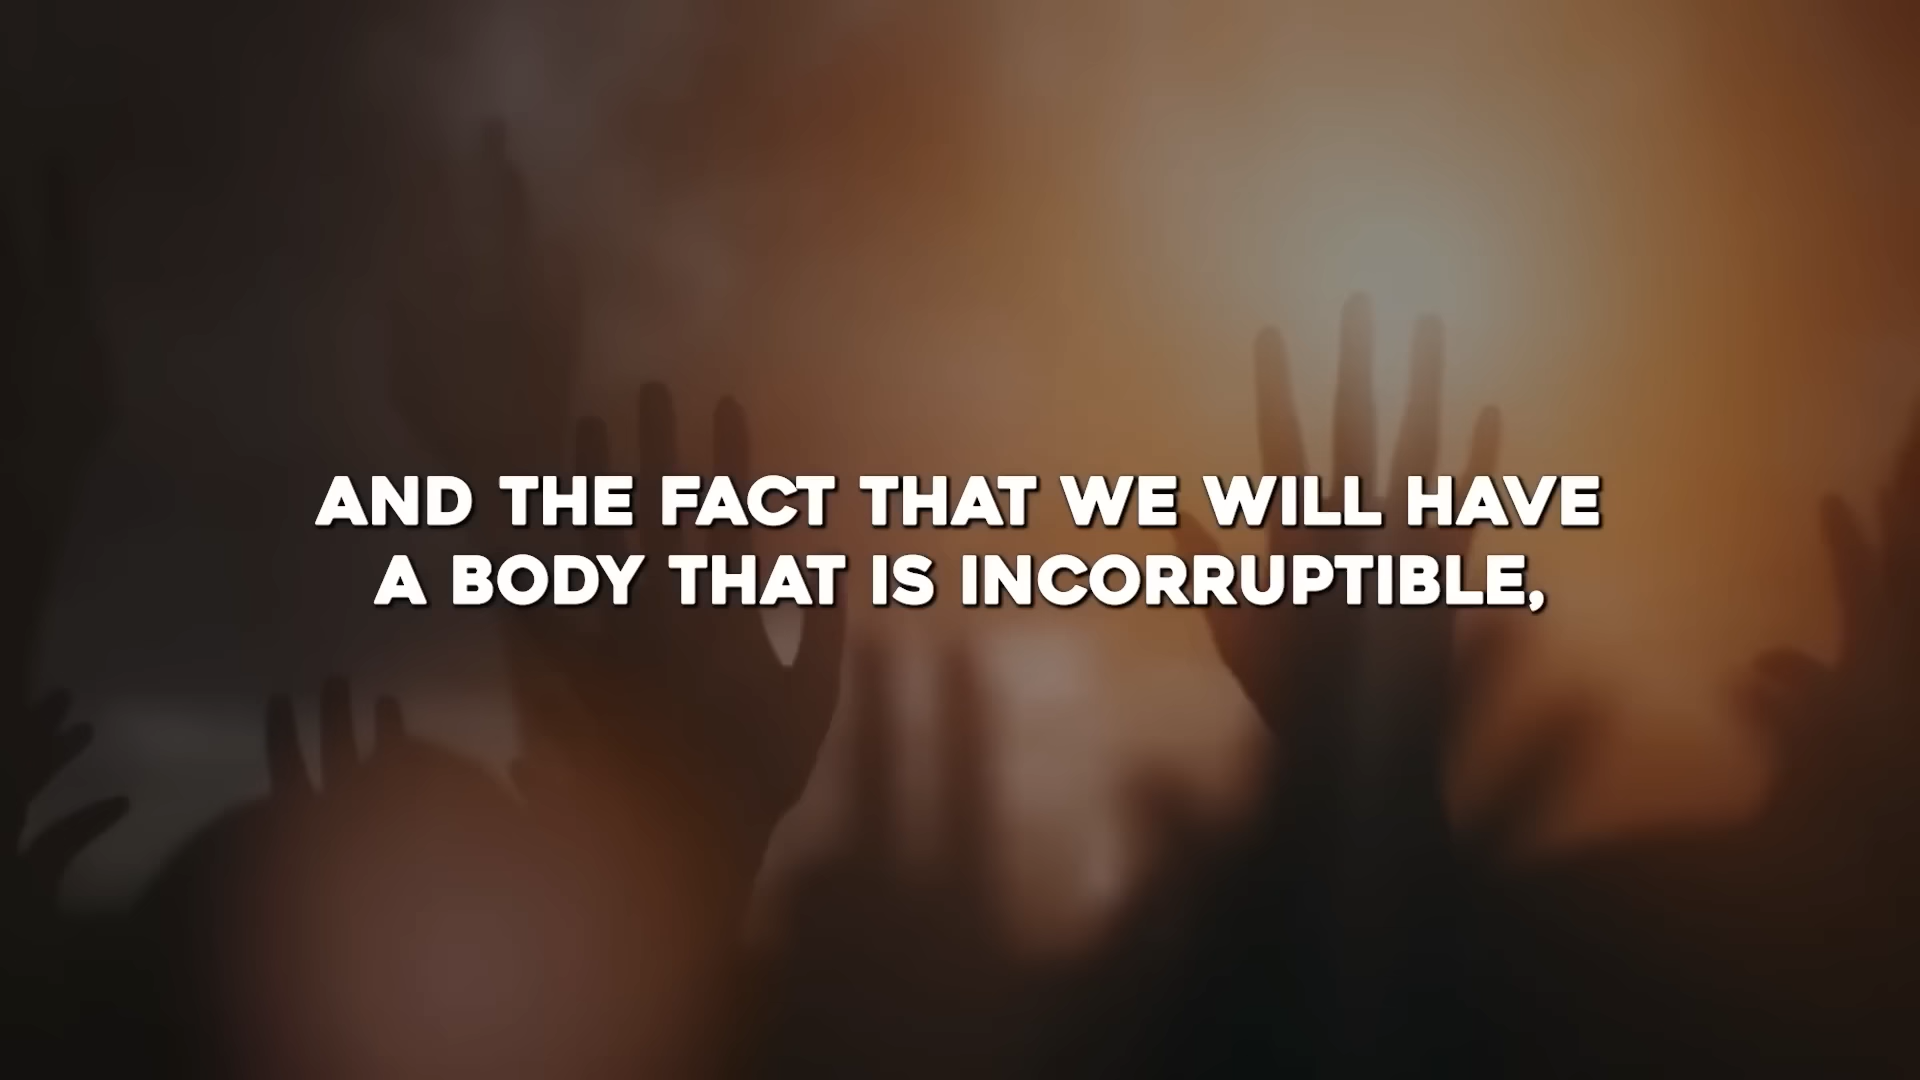 AND THE FACT THAT WE WILL HAVE
A BODY THAT IS INCORRUPTIBLE,